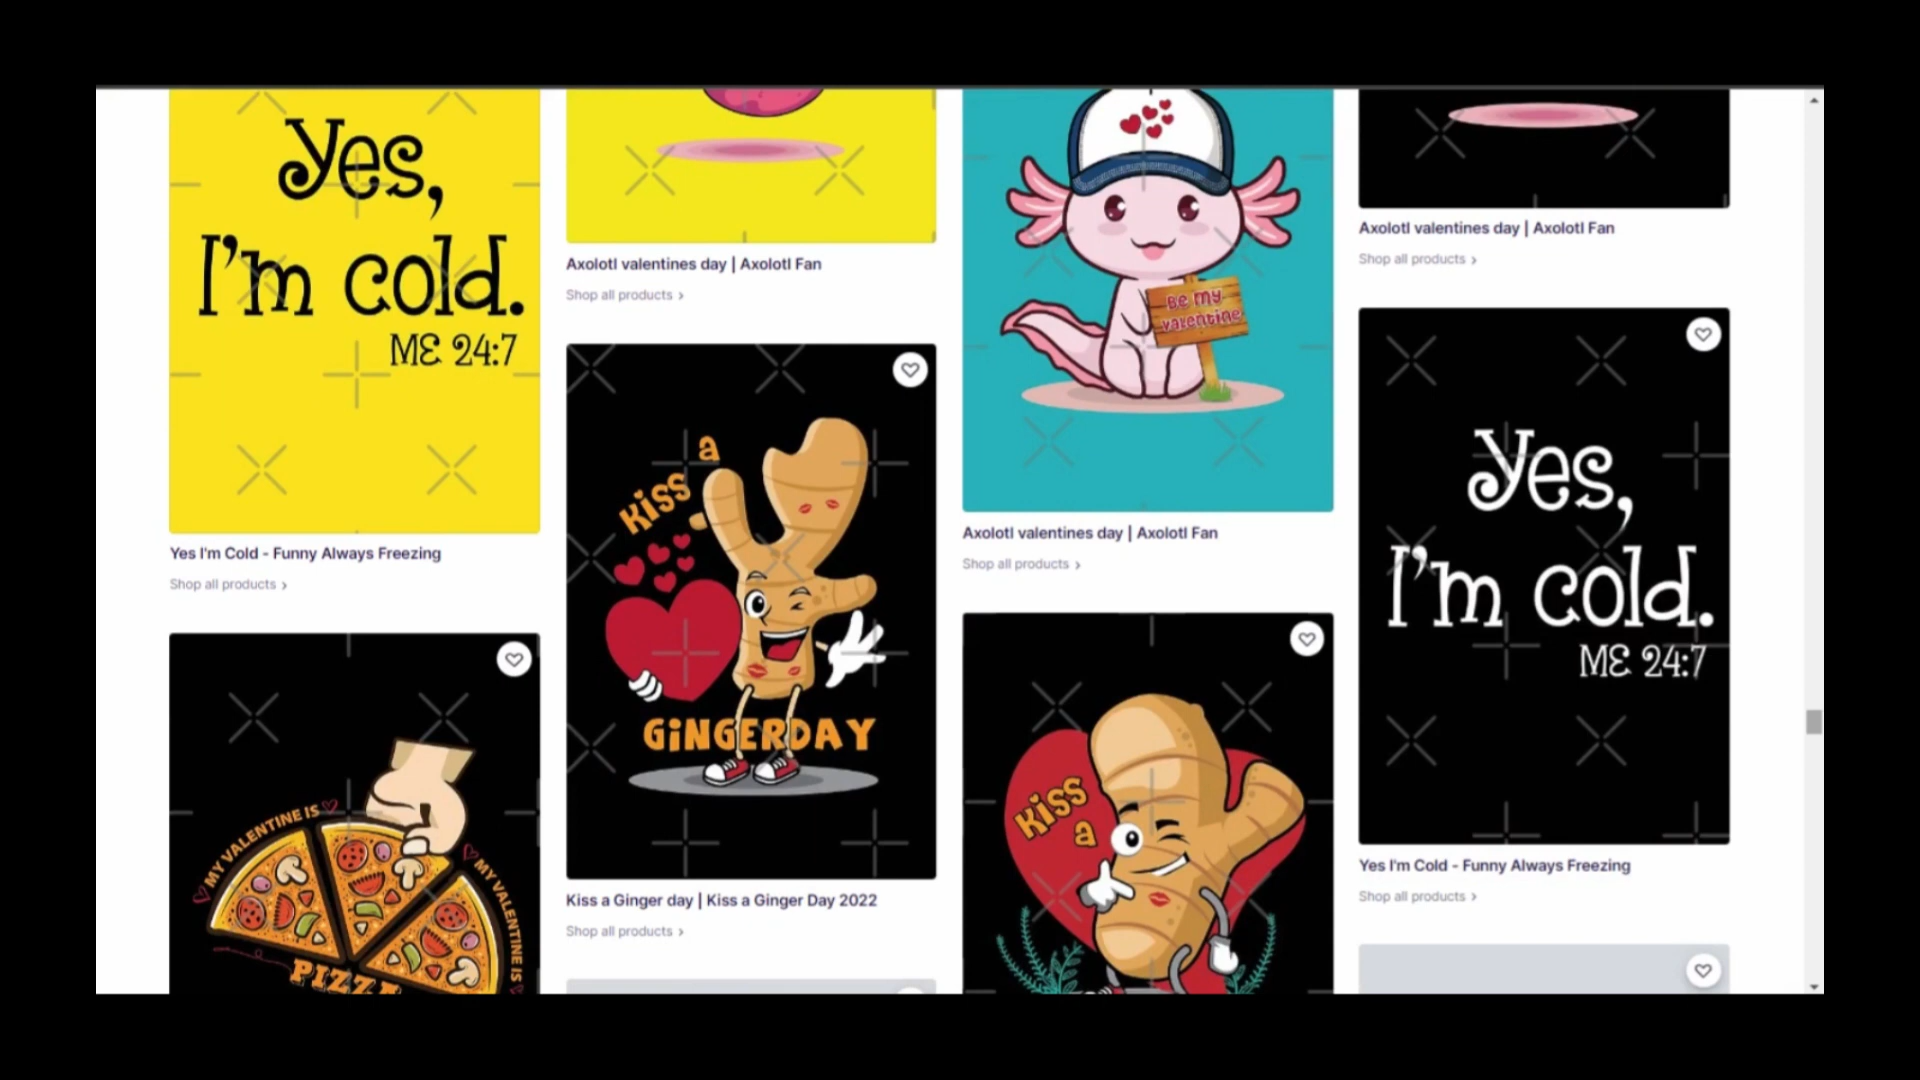 Yes,
I'm cold.
ME 24:7
Yes I'm Cold - Funny Always Freezing
Shop all products ›
MY VALENTINE IS
MY VALENTINE IS
PIZZA
Axolotl valentines day | Axolotl Fan
Shop all products ›
Kiss a
GiNGERDAY
Kiss a Ginger day | Kiss a Ginger Day 2022
Shop all products ›
Be my
valentine
Axolotl valentines day | Axolotl Fan
Shop all products ›
Kiss
a
Axolotl valentines day | Axolotl Fan
Shop all products ›
Yes,
I'm cold.
ME 24:7
Yes I'm Cold - Funny Always Freezing
Shop all products ›